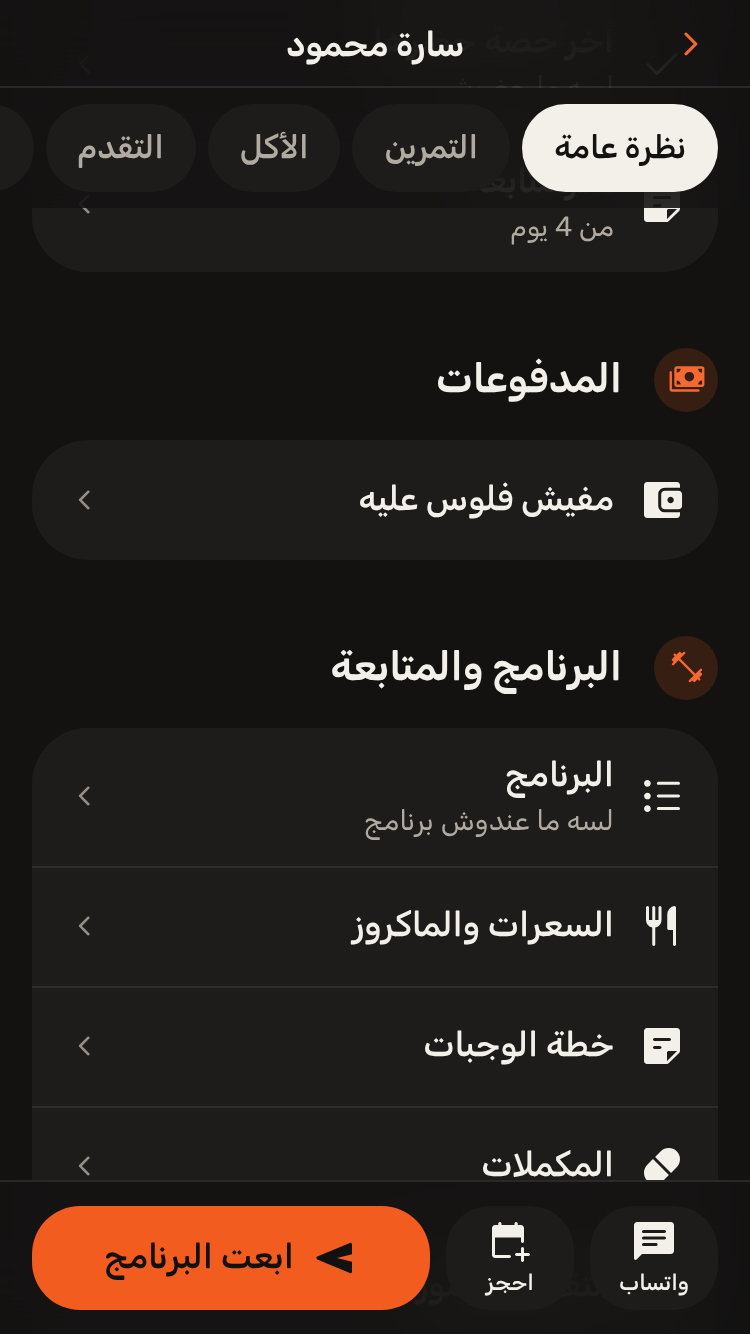 سارة محمود
نظرة عامة
التمرين
الأكل
التقدم
من 4 يوم
المدفوعات
مفيش فلوس عليه
البرنامج والمتابعة
البرنامج
لسه ما عندوش برنامج
السعرات والماكروز
خطة الوجبات
المكملات
واتساب
احجز
ابعت البرنامج